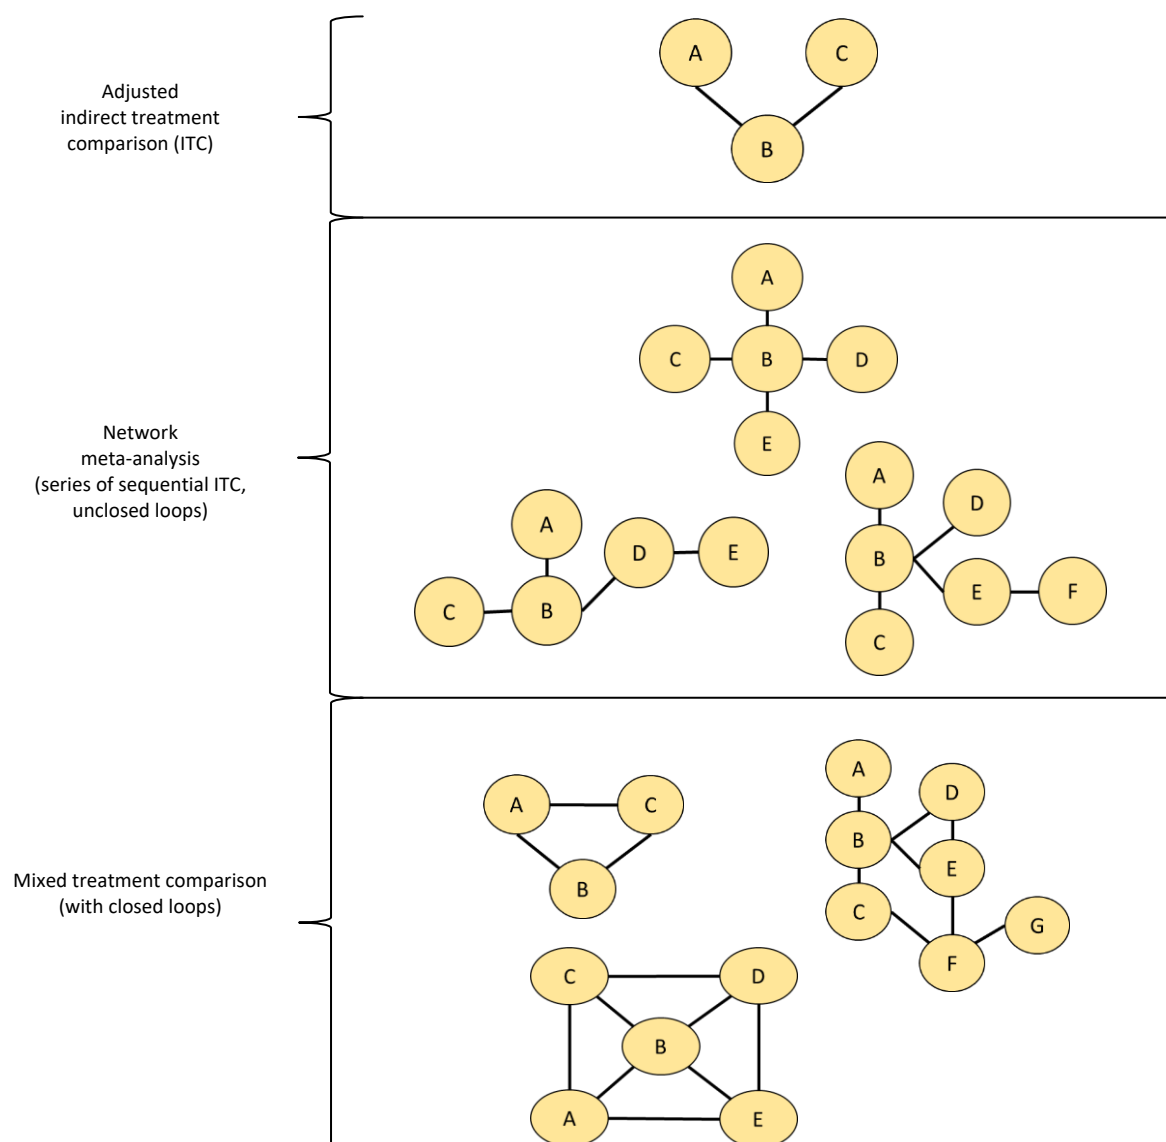 Adjusted
indirect treatment
comparison (ITC)
A
C
B
Network
meta-analysis
(series of sequential ITC,
unclosed loops)
A
C
B
D
E
A
D
E
C
B
A
D
B
E
F
C
Mixed treatment comparison
(with closed loops)
A
C
B
A
D
B
E
C
G
F
C
D
B
A
E